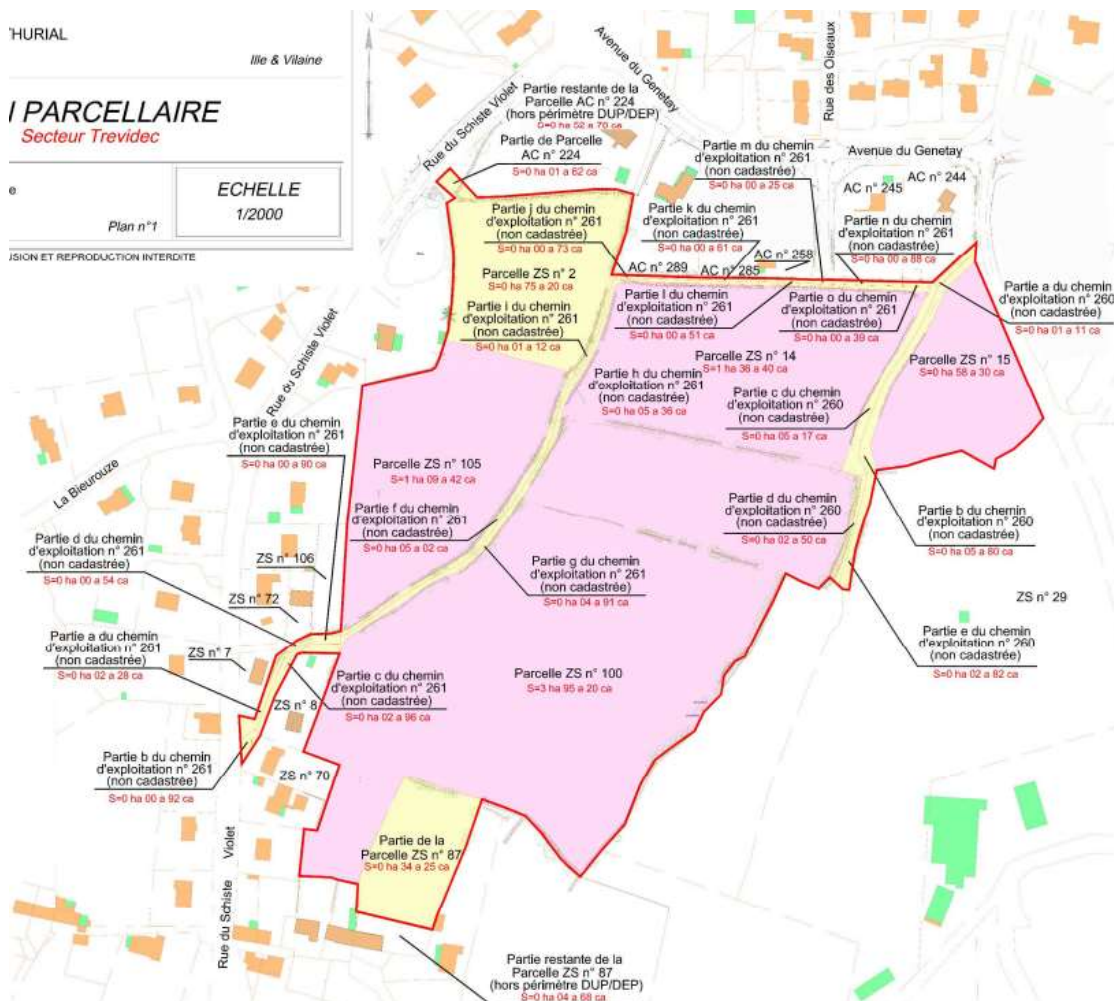 THURIAL
Ille & Vilaine
PARCELLAIRE
Secteur Trevidec
e
ECHELLE
1/2000
Plan n°1
SION ET REPRODUCTION INTERDITE
Avenue du Genetay
Rue des Oiseaux
Rue du Schiste Violet
Partie restante de la
Parcelle AC n° 224
(hors périmètre DUP/DEP)
S=0 ha 52 a 76 ca
Partie de Parcelle
AC n° 224
S=0 ha 01 a 62 ca
Partie m du chemin
d'exploitation n° 261
(non cadastrée)
S=0 ha 00 a 25 ca
Avenue du Genetay
AC n° 245
AC n° 244
Partie j du chemin
d'exploitation n° 261
(non cadastrée)
S=0 ha 00 a 73 ca
Partie k du chemin
d'exploitation n° 261
(non cadastrée)
S=0 ha 00 a 61 ca
Partie n du chemin
d'exploitation n° 261
(non cadastrée)
S=0 ha 00 a 88 ca
AC n° 289
AC n° 285
AC n° 258
Parcelle ZS n° 2
S=0 ha 75 a 20 ca
Partie a du chemin
d'exploitation n° 260
(non cadastrée)
S=0 ha 01 a 11 ca
Partie i du chemin
d'exploitation n° 261
(non cadastrée)
S=0 ha 01 a 12 ca
Partie l du chemin
d'exploitation n° 261
(non cadastrée)
S=0 ha 00 a 51 ca
Partie o du chemin
d'exploitation n° 261
(non cadastrée)
S=0 ha 00 a 39 ca
Rue du Schiste Violet
Parcelle ZS n° 14
S=1 ha 36 a 40 ca
Parcelle ZS n° 15
S=0 ha 58 a 30 ca
Partie h du chemin
d'exploitation n° 261
(non cadastrée)
S=0 ha 05 a 36 ca
Partie c du chemin
d'exploitation n° 260
(non cadastrée)
S=0 ha 05 a 17 ca
Partie e du chemin
d'exploitation n° 261
(non cadastrée)
S=0 ha 00 a 90 ca
La Bieurouze
Parcelle ZS n° 105
S=1 ha 09 a 42 ca
Partie f du chemin
d'exploitation n° 261
(non cadastrée)
S=0 ha 05 a 02 ca
Partie d du chemin
d'exploitation n° 260
(non cadastrée)
S=0 ha 02 a 50 ca
Partie b du chemin
d'exploitation n° 260
(non cadastrée)
S=0 ha 05 a 60 ca
Partie d du chemin
d'exploitation n° 261
(non cadastrée)
S=0 ha 00 a 54 ca
ZS n° 106
ZS n° 72
Partie g du chemin
d'exploitation n° 261
(non cadastrée)
S=0 ha 04 a 91 ca
ZS n° 29
Partie a du chemin
d'exploitation n° 261
(non cadastrée)
S=0 ha 02 a 28 ca
ZS n° 7
Partie e du chemin
d'exploitation n° 260
(non cadastrée)
S=0 ha 02 a 82 ca
Partie c du chemin
d'exploitation n° 261
(non cadastrée)
S=0 ha 02 a 96 ca
Parcelle ZS n° 100
S=3 ha 95 a 20 ca
ZS n° 8
Partie b du chemin
d'exploitation n° 261
(non cadastrée)
S=0 ha 00 a 92 ca
ZS n° 70
Rue du Schiste Violet
Partie de la
Parcelle ZS n° 87
S=0 ha 34 a 25 ca
Partie restante de la
Parcelle ZS n° 87
(hors périmètre DUP/DEP)
S=0 ha 04 a 68 ca